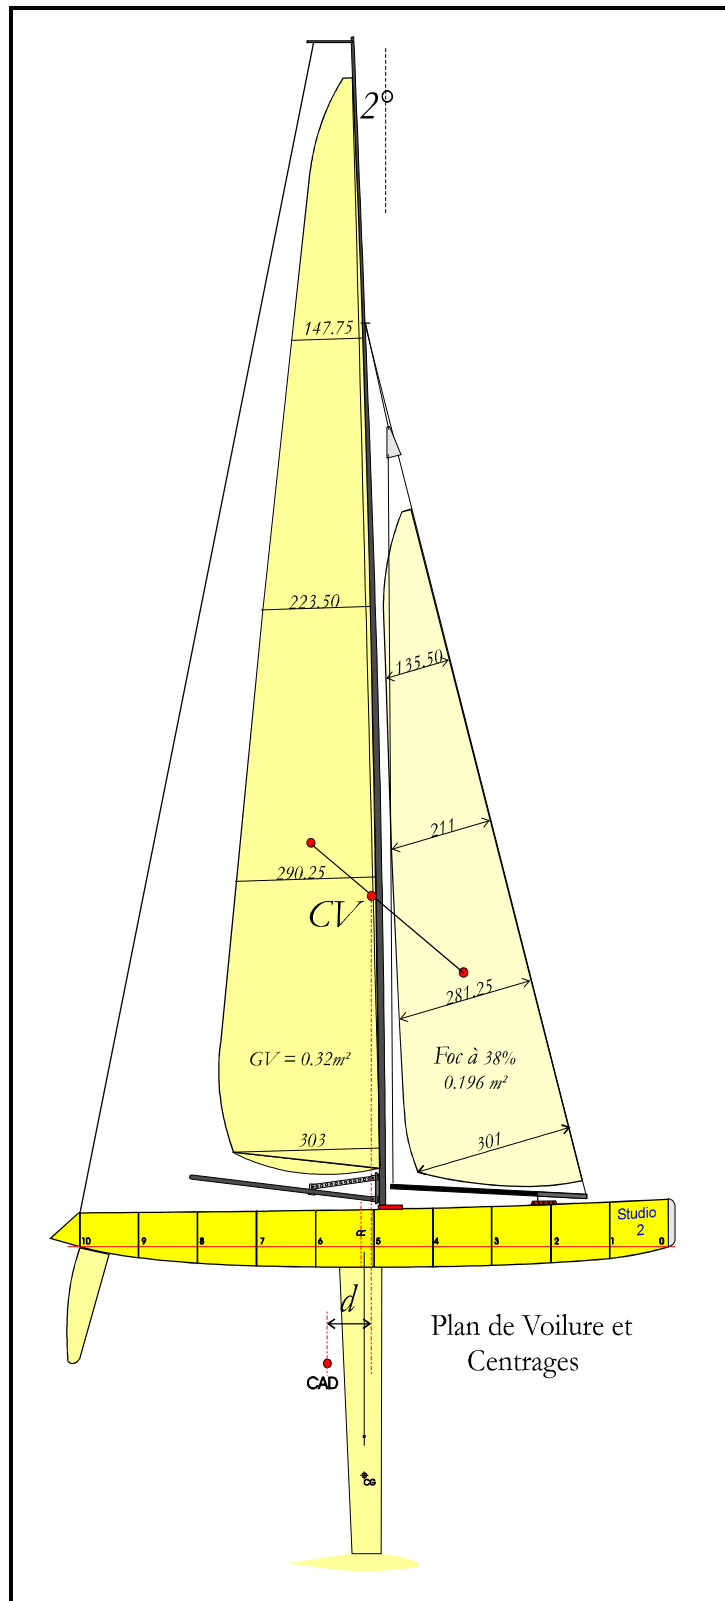 2°
147.75
223.50
135.50
211
290.25
CV
281.25
GV = 0.32m²
Foc à 38%
0.196 m²
303
301
Studio
2
10 9 8 7 6 5 4 3 2 1 0
d
Plan de Voilure et
Centrages
CAD
CG